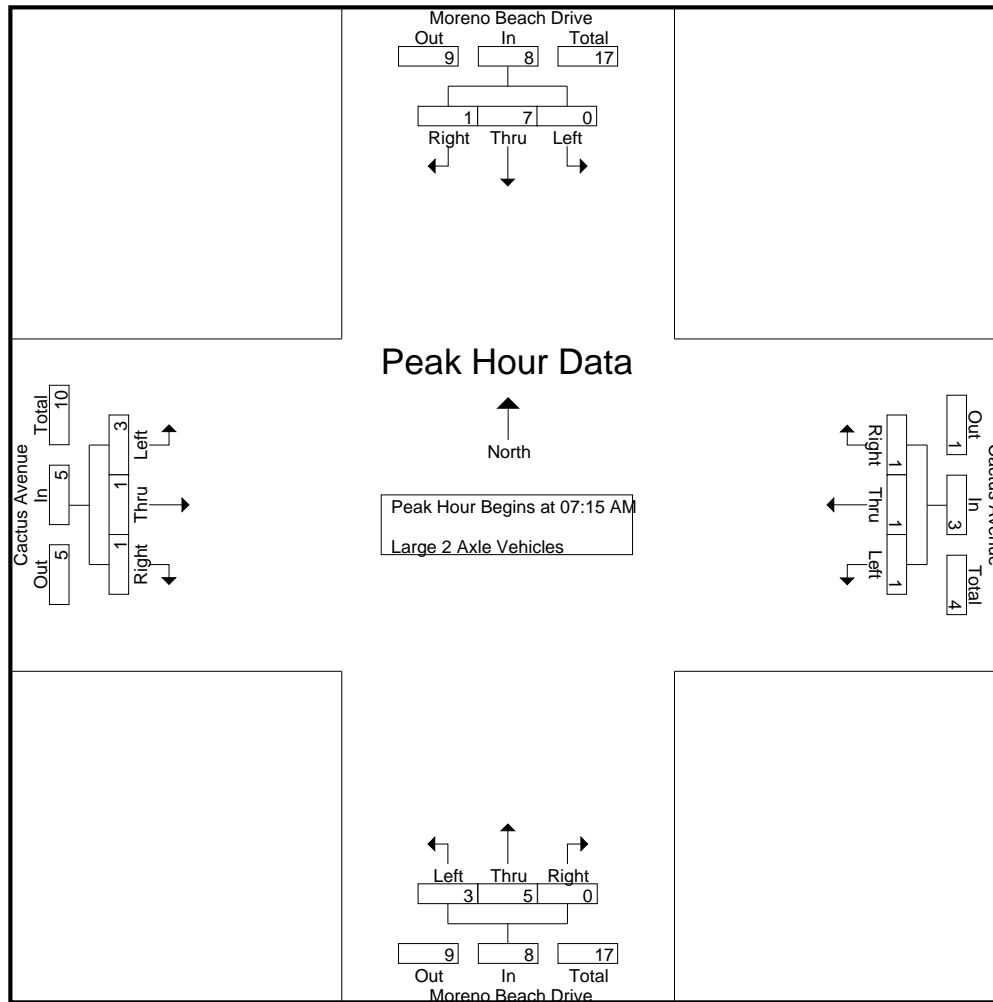 Moreno Beach Drive
Out In Total
9 8 17
1 7 0
Right Thru Left
Peak Hour Data
North
Peak Hour Begins at 07:15 AM
Large 2 Axle Vehicles
Cactus Avenue
Out In Total
5 5 10
1 1 3
Right Thru Left
Cactus Avenue
Out In Total
1 3 4
1 1 1
Right Thru Left
Left Thru Right
3 5 0
9 8 17
Out In Total
Moreno Beach Drive